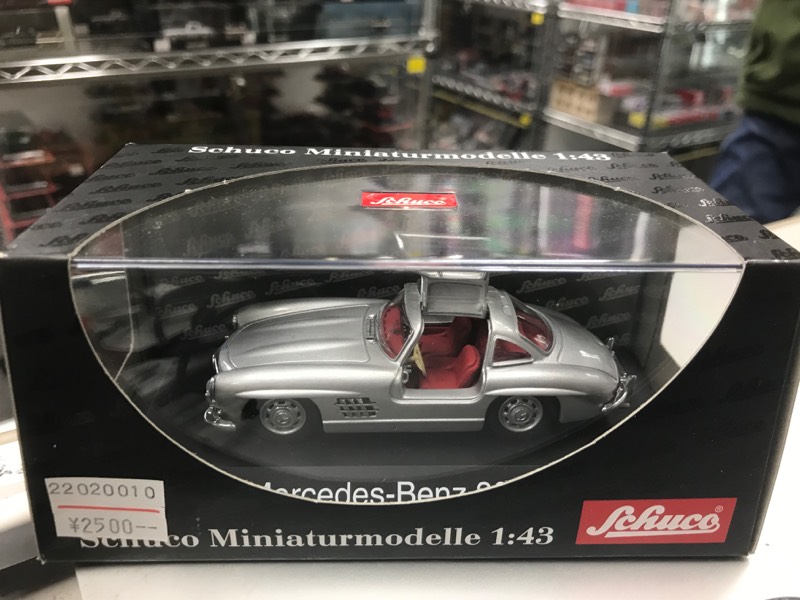 Schuco Miniaturmodelle 1:43
Schuco
Mercedes-Benz
22020010
¥2500--
Schuco Miniaturmodelle 1:43
Schuco®